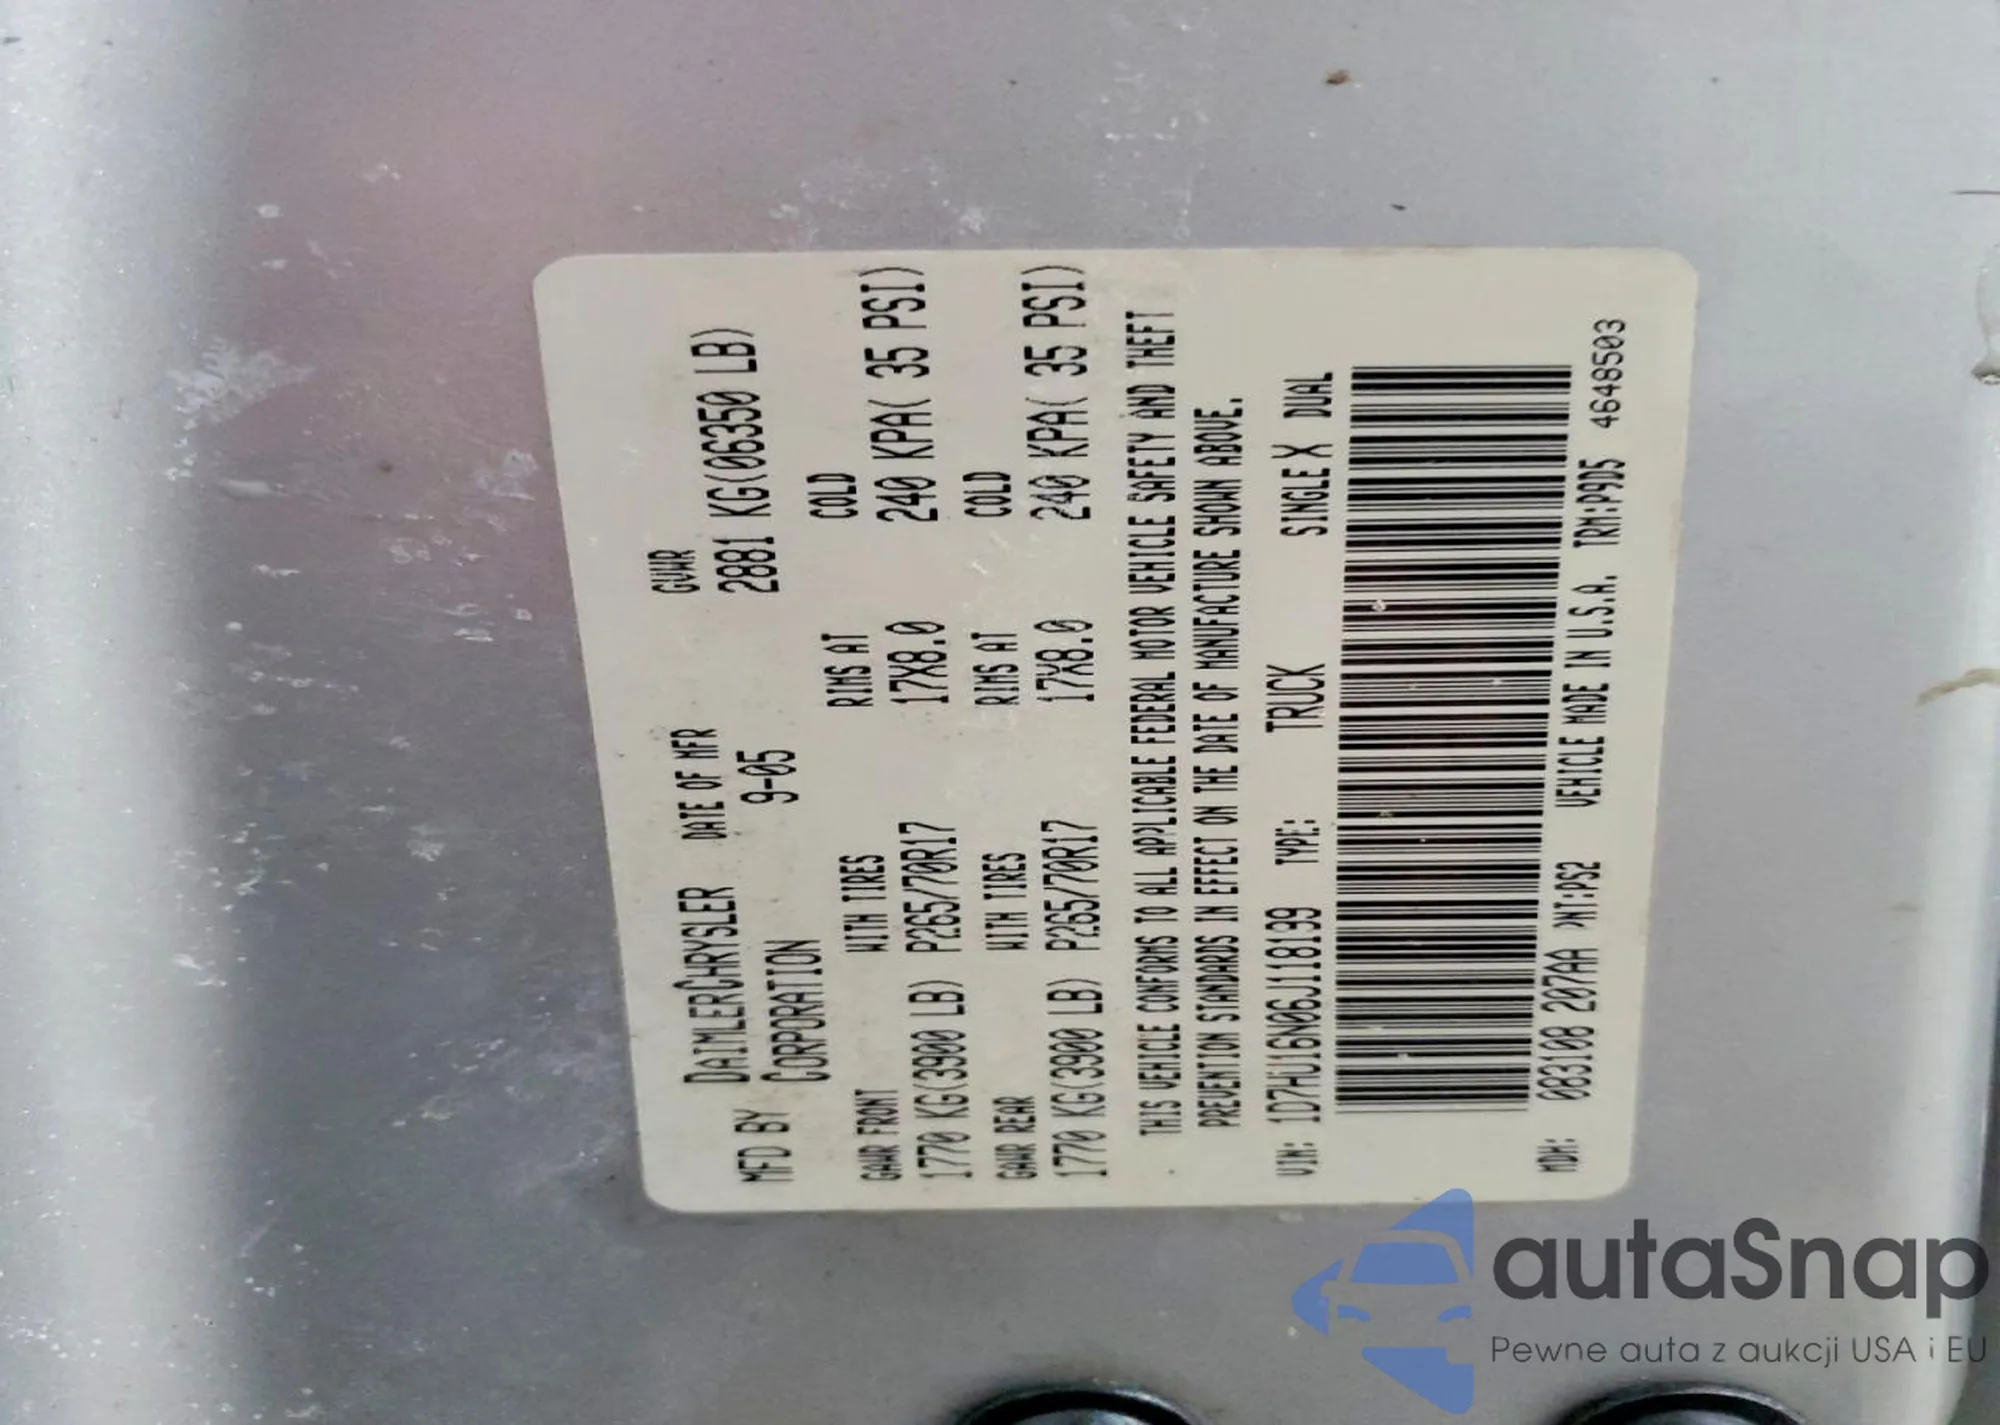 MFD BY DAIMLERCHRYSLER DATE OF MFR GVWR
CORPORATION 9-05 2881 KG(06350 LB)
GAWR FRONT WITH TIRES RIMS AT COLD
1770 KG(3900 LB) P265/70R17 17X8.0 240 KPA( 35 PSI)
GAWR REAR WITH TIRES RIMS AT COLD
1770 KG(3900 LB) P265/70R17 17X8.0 240 KPA( 35 PSI)
THIS VEHICLE CONFORMS TO ALL APPLICABLE FEDERAL MOTOR VEHICLE SAFETY AND THEFT
PREVENTION STANDARDS IN EFFECT ON THE DATE OF MANUFACTURE SHOWN ABOVE.
VIN: 1D7HU16N06J118199 TYPE: TRUCK SINGLE X DUAL
MDH: 083108 207AA PNT:PS2 VEHICLE MADE IN U.S.A. TRM:P9D5 4648503
autaSnap
Pewne auta z aukcji USA i EU